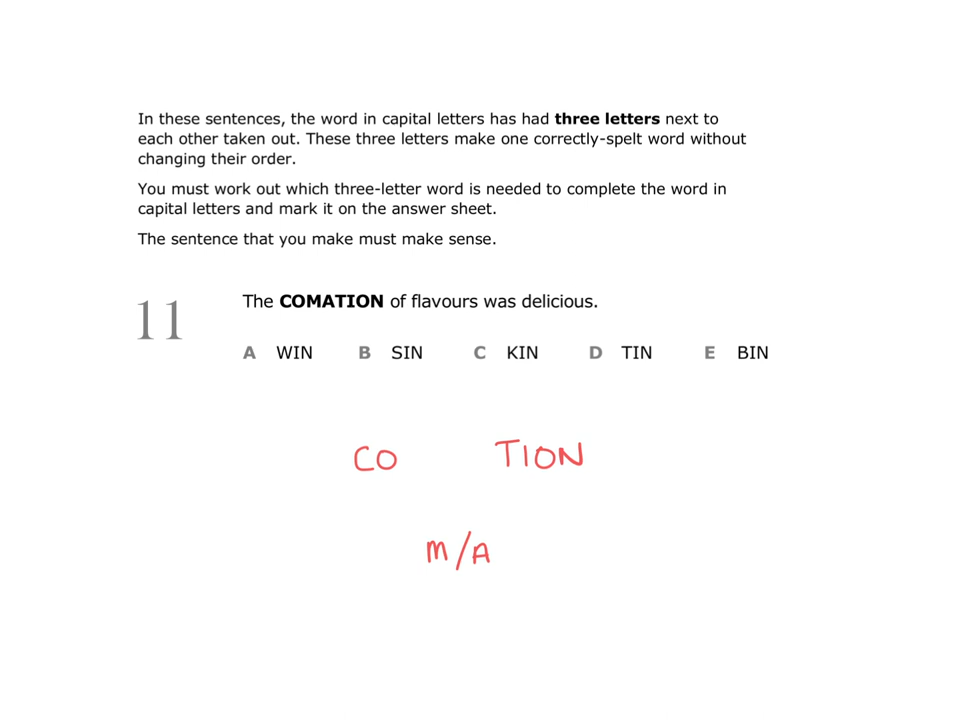 In these sentences, the word in capital letters has had three letters next to
each other taken out. These three letters make one correctly-spelt word without
changing their order.
You must work out which three-letter word is needed to complete the word in
capital letters and mark it on the answer sheet.
The sentence that you make must make sense.
11 The COMATION of flavours was delicious.
A WIN B SIN C KIN D TIN E BIN
CO TION
M/A